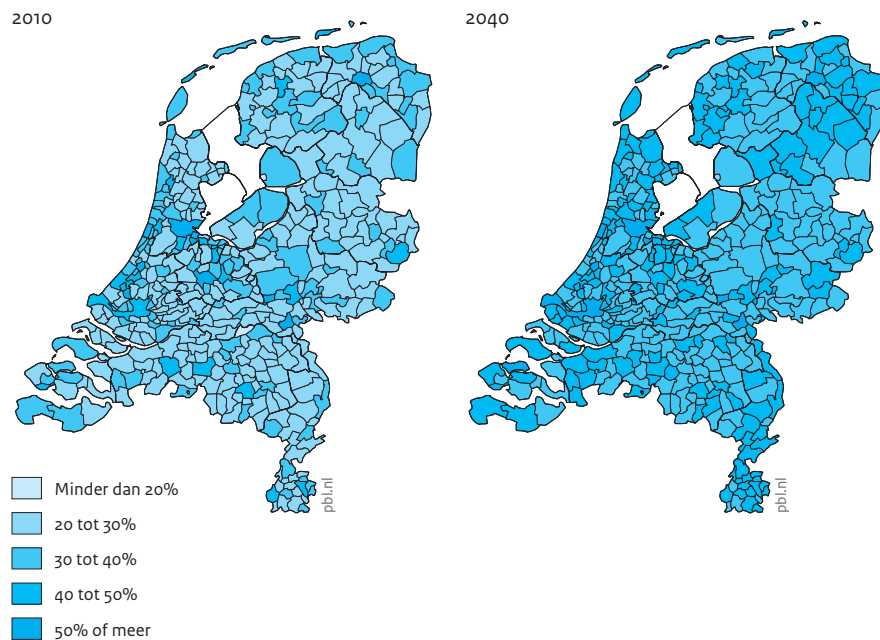 2010
2040
Minder dan 20%
20 tot 30%
30 tot 40%
40 tot 50%
50% of meer
pbl.nl
pbl.nl